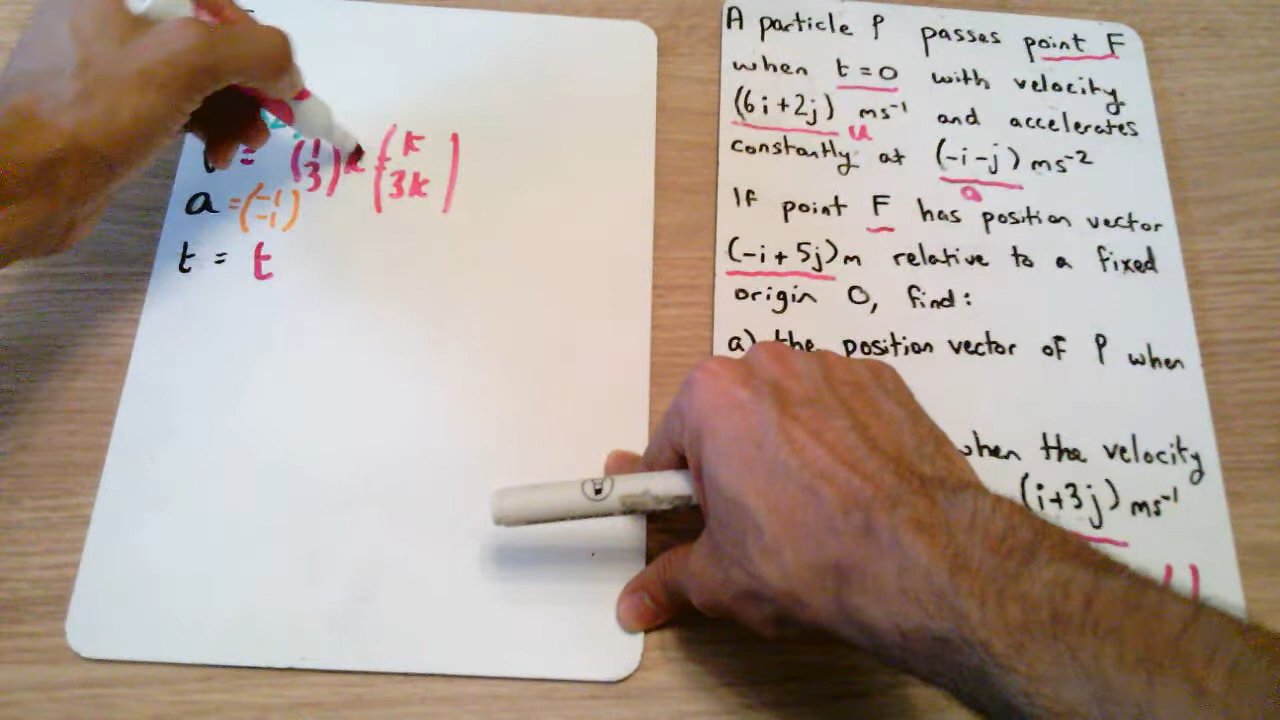 = (1 3) k = (k 3k)
a = (-1 -1)
t = t
A particle P passes point F
when t = 0 with velocity
(6i + 2j) ms⁻¹ and accelerates
u
constantly at (-i - j) ms⁻²
a
If point F has position vector
(-i + 5j) m relative to a fixed
origin O, find:
a) the position vector of P when
when the velocity
(i + 3j) ms⁻¹